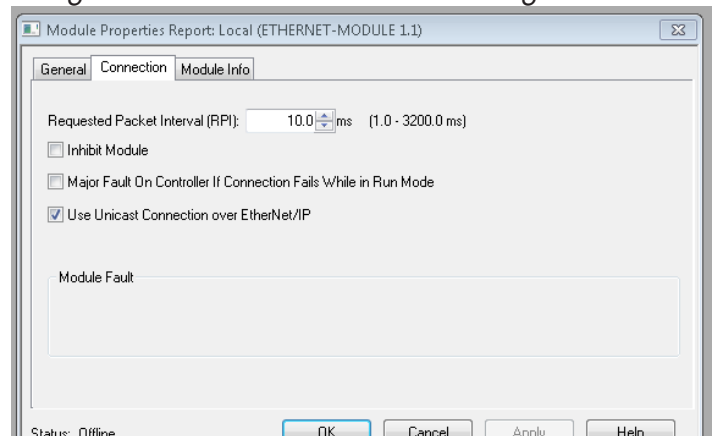 Module Properties Report: Local (ETHERNET-MODULE 1.1)
General Connection Module Info
Requested Packet Interval (RPI): 10.0 ms (1.0 - 3200.0 ms)
Inhibit Module
Major Fault On Controller If Connection Fails While in Run Mode
Use Unicast Connection over EtherNet/IP
Module Fault
Status: Offline OK Cancel Apply Help